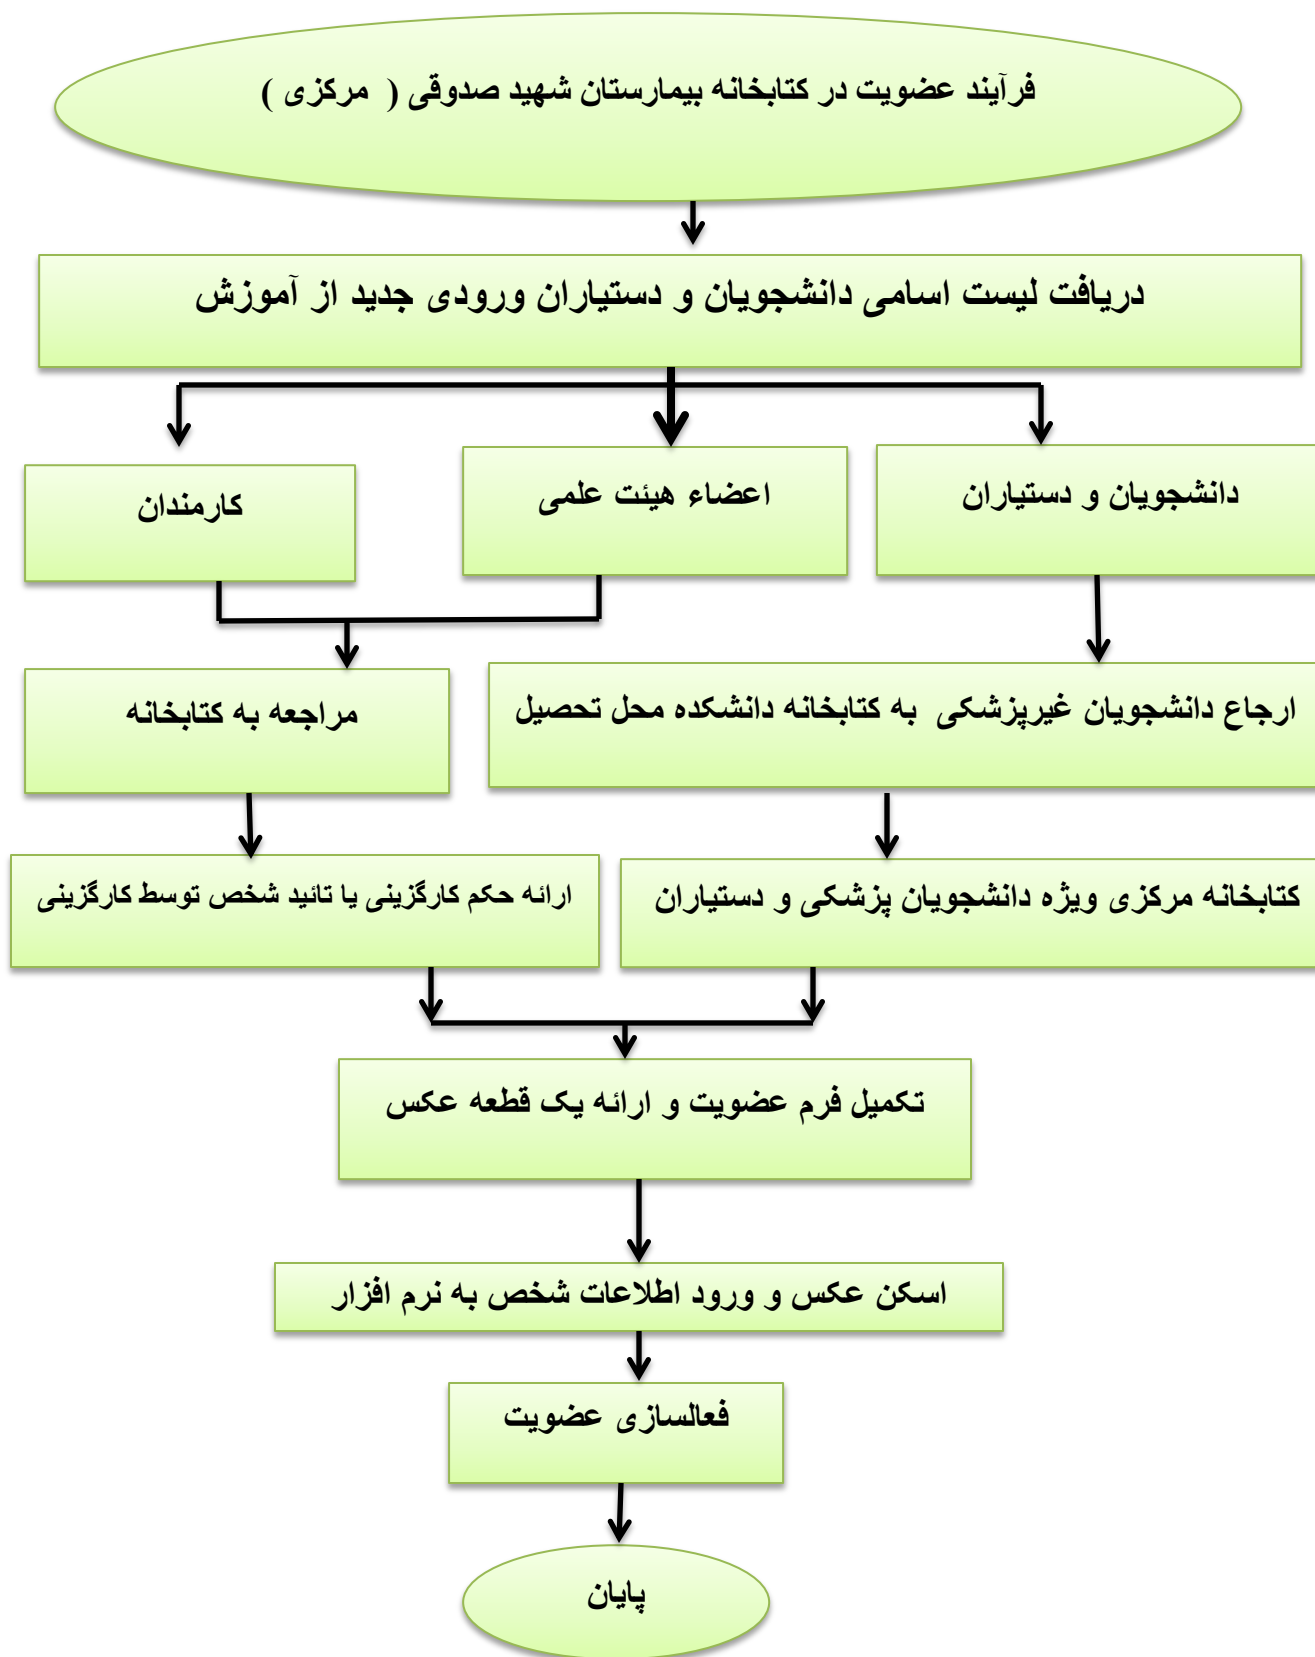 فرآیند عضویت در کتابخانه بیمارستان شهید صدوقی ( مرکزی )
دریافت لیست اسامی دانشجویان و دستیاران ورودی جدید از آموزش
دانشجویان و دستیاران
اعضاء هیئت علمی
کارمندان
ارجاع دانشجویان غیرپزشکی به کتابخانه دانشکده محل تحصیل
مراجعه به کتابخانه
کتابخانه مرکزی ویژه دانشجویان پزشکی و دستیاران
ارائه حکم کارگزینی یا تائید شخص توسط کارگزینی
تکمیل فرم عضویت و ارائه یک قطعه عکس
اسکن عکس و ورود اطلاعات شخص به نرم افزار
فعالسازی عضویت
پایان